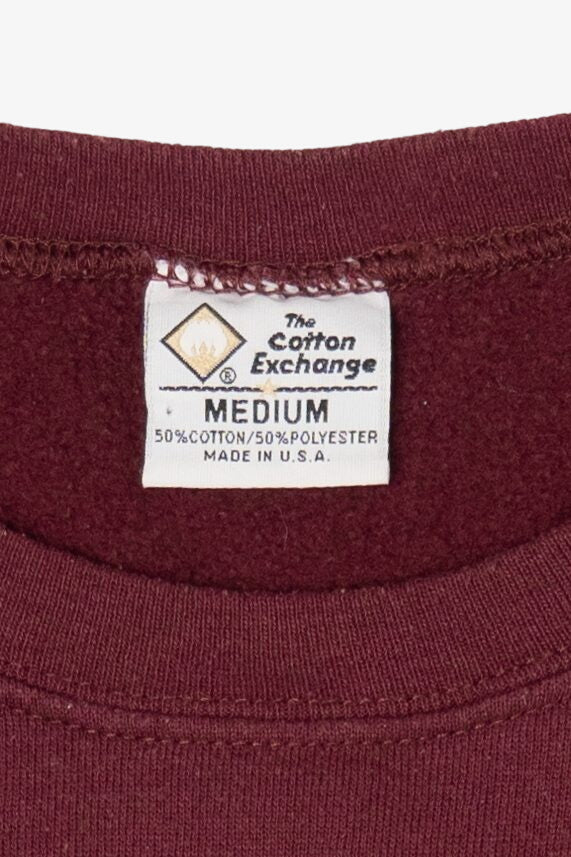 The
Cotton
Exchange
®
MEDIUM
50%COTTON/50%POLYESTER
MADE IN U.S.A.